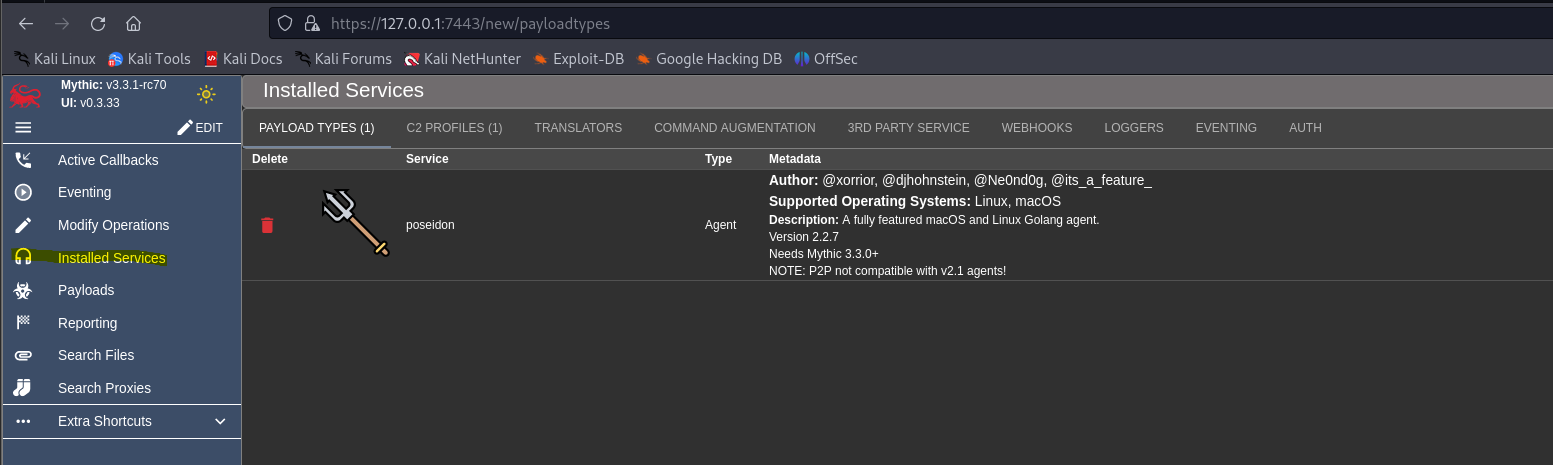 https://127.0.0.1:7443/new/payloadtypes
Kali Linux Kali Tools Kali Docs Kali Forums Kali NetHunter Exploit-DB Google Hacking DB OffSec
Mythic: v3.3.1-rc70
UI: v0.3.33
EDIT
Active Callbacks
Eventing
Modify Operations
Installed Services
Payloads
Reporting
Search Files
Search Proxies
Extra Shortcuts
Installed Services
PAYLOAD TYPES (1) C2 PROFILES (1) TRANSLATORS COMMAND AUGMENTATION 3RD PARTY SERVICE WEBHOOKS LOGGERS EVENTING AUTH
Delete Service Type Metadata
poseidon Agent
Author: @xorrior, @djhohnstein, @Ne0nd0g, @its_a_feature_
Supported Operating Systems: Linux, macOS
Description: A fully featured macOS and Linux Golang agent.
Version 2.2.7
Needs Mythic 3.3.0+
NOTE: P2P not compatible with v2.1 agents!